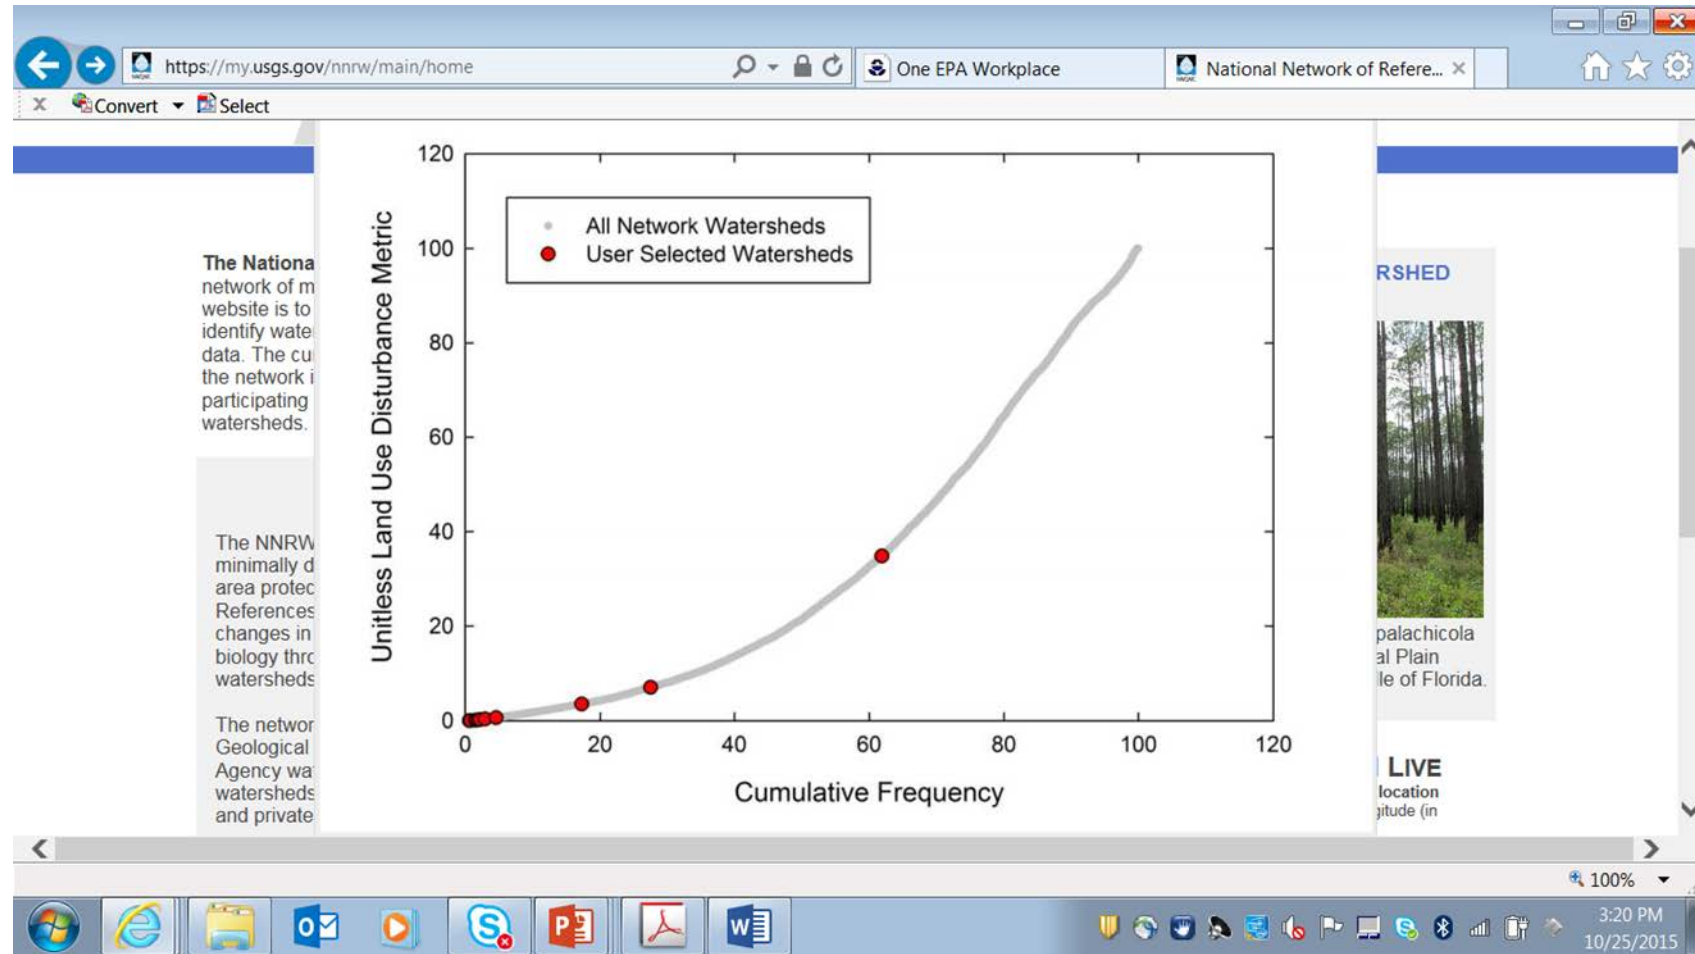 https://my.usgs.gov/nnrw/main/home
One EPA Workplace
National Network of Refere...
Convert
Select
The Nationa
network of m
website is to
identify wate
data. The cu
the network i
participating
watersheds.
The NNRW
minimally d
area protec
References
changes in
biology thro
watersheds
The networ
Geological
Agency wa
watersheds
and private
120
100
80
60
40
20
0
Unitless Land Use Disturbance Metric
All Network Watersheds
User Selected Watersheds
0 20 40 60 80 100 120
Cumulative Frequency
RSHED
palachicola
al Plain
le of Florida.
LIVE
location
gitude (in
100%
3:20 PM
10/25/2015